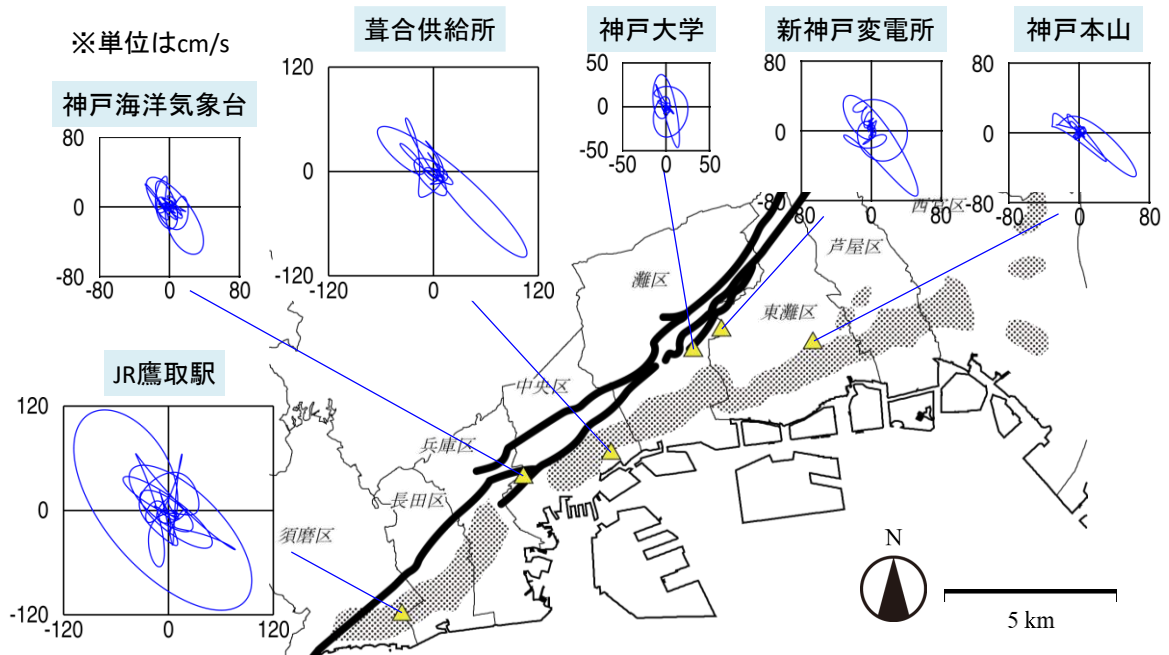 ※単位はcm/s
葺合供給所
神戸大学
新神戸変電所
神戸本山
神戸海洋気象台
JR鷹取駅
120
0
-120
-120
0
120
50
0
-50
-50
0
50
80
0
-80
80
0
80
80
0
-80
-80
0
80
80
0
-80
-80
0
80
120
0
-120
-120
0
120
西宮区
芦屋区
灘区
東灘区
中央区
兵庫区
長田区
須磨区
N
5 km